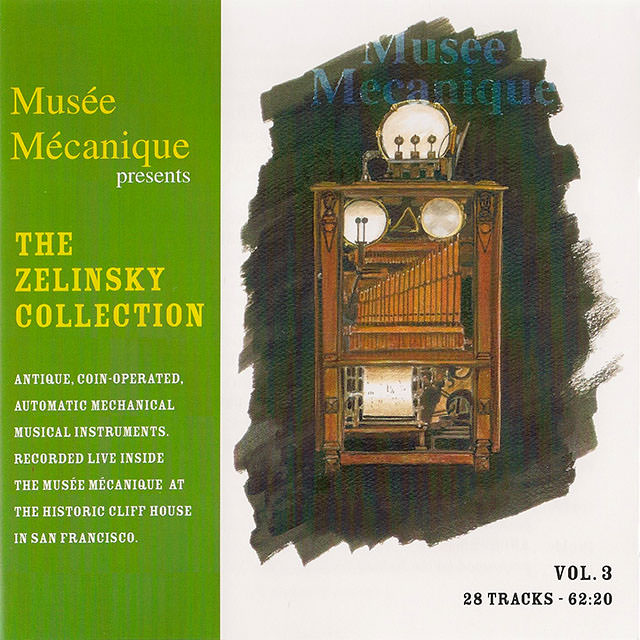 Musée
Mécanique
presents
THE
ZELINSKY
COLLECTION
ANTIQUE, COIN-OPERATED,
AUTOMATIC MECHANICAL
MUSICAL INSTRUMENTS.
RECORDED LIVE INSIDE
THE MUSÉE MÉCANIQUE AT
THE HISTORIC CLIFF HOUSE
IN SAN FRANCISCO.
Musée
Mécanique
VOL. 3
28 TRACKS - 62:20